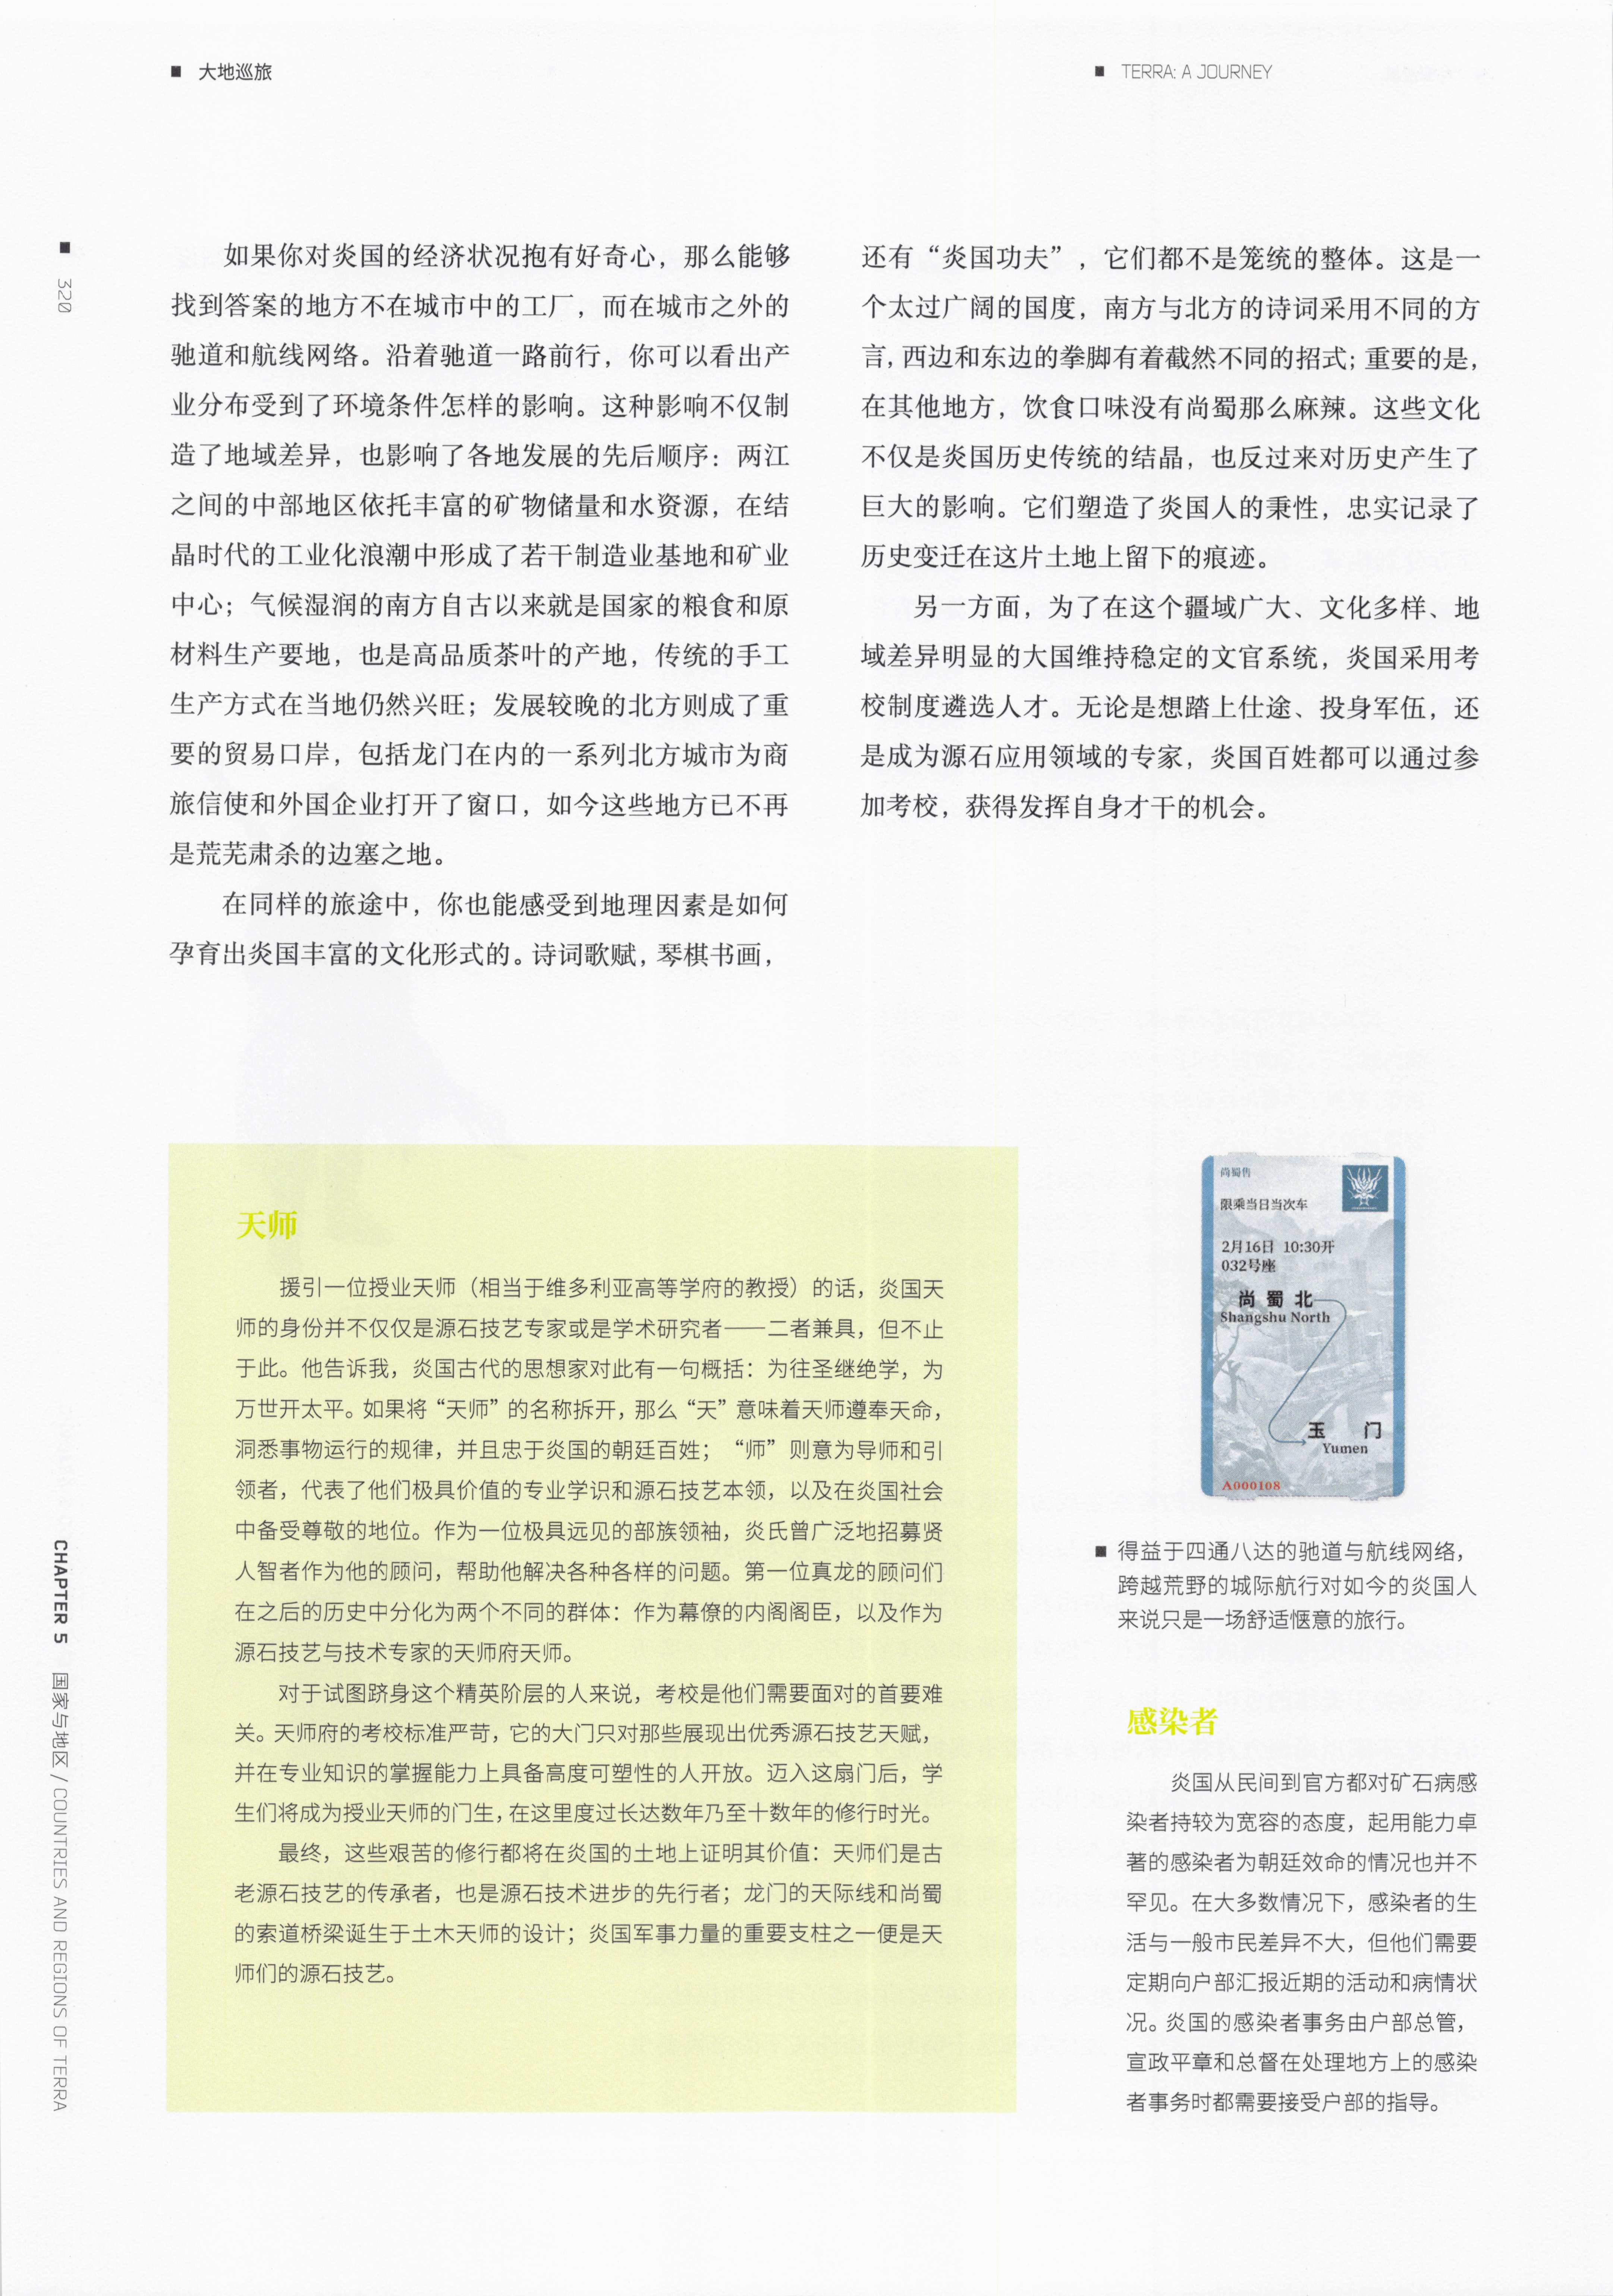 大地巡旅
TERRA: A JOURNEY
320
如果你对炎国的经济状况抱有好奇心，那么能够
找到答案的地方不在城市中的工厂，而在城市之外的
驰道和航线网络。沿着驰道一路前行，你可以看出产
业分布受到了环境条件怎样的影响。这种影响不仅制
造了地域差异，也影响了各地发展的先后顺序：两江
之间的中部地区依托丰富的矿物储量和水资源，在结
晶时代的工业化浪潮中形成了若干制造业基地和矿业
中心；气候湿润的南方自古以来就是国家的粮食和原
材料生产要地，也是高品质茶叶的产地，传统的手工
生产方式在当地仍然兴旺；发展较晚的北方则成了重
要的贸易口岸，包括龙门在内的一系列北方城市为商
旅信使和外国企业打开了窗口，如今这些地方已不再
是荒芜肃杀的边塞之地。
在同样的旅途中，你也能感受到地理因素是如何
孕育出炎国丰富的文化形式的。诗词歌赋，琴棋书画，
还有“炎国功夫”，它们都不是笼统的整体。这是一
个太过广阔的国度，南方与北方的诗词采用不同的方
言，西边和东边的拳脚有着截然不同的招式；重要的是，
在其他地方，饮食口味没有尚蜀那么麻辣。这些文化
不仅是炎国历史传统的结晶，也反过来对历史产生了
巨大的影响。它们塑造了炎国人的秉性，忠实记录了
历史变迁在这片土地上留下的痕迹。
另一方面，为了在这个疆域广大、文化多样、地
域差异明显的大国维持稳定的文官系统，炎国采用考
校制度遴选人才。无论是想踏上仕途、投身军伍，还
是成为源石应用领域的专家，炎国百姓都可以通过参
加考校，获得发挥自身才干的机会。
天师
援引一位授业天师（相当于维多利亚高等学府的教授）的话，炎国天
师的身份并不仅仅是源石技艺专家或是学术研究者——二者兼具，但不止
于此。他告诉我，炎国古代的思想家对此有一句概括：为往圣继绝学，为
万世开太平。如果将“天师”的名称拆开，那么“天”意味着天师遵奉天命，
洞悉事物运行的规律，并且忠于炎国的朝廷百姓；“师”则意为导师和引
领者，代表了他们极具价值的专业学识和源石技艺本领，以及在炎国社会
中备受尊敬的地位。作为一位极具远见的部族领袖，炎氏曾广泛地招募贤
人智者作为他的顾问，帮助他解决各种各样的问题。第一位真龙的顾问们
在之后的历史中分化为两个不同的群体：作为幕僚的内阁阁臣，以及作为
源石技艺与技术专家的天师府天师。
对于试图跻身这个精英阶层的人来说，考校是他们需要面对的首要难
关。天师府的考校标准严苛，它的大门只对那些展现出优秀源石技艺天赋，
并在专业知识的掌握能力上具备高度可塑性的人开放。迈入这扇门后，学
生们将成为授业天师的门生，在这里度过长达数年乃至十数年的修行时光。
最终，这些艰苦的修行都将在炎国的土地上证明其价值：天师们是古
老源石技艺的传承者，也是源石技术进步的先行者；龙门的天际线和尚蜀
的索道桥梁诞生于土木天师的设计；炎国军事力量的重要支柱之一便是天
师们的源石技艺。
尚蜀售
限乘当日当次车
2月16日 10:30开
032号座
尚蜀北
Shangshu North
玉门
Yumen
A000108
得益于四通八达的驰道与航线网络，
跨越荒野的城际航行对如今的炎国人
来说只是一场舒适惬意的旅行。
感染者
炎国从民间到官方都对矿石病感
染者持较为宽容的态度，起用能力卓
著的感染者为朝廷效命的情况也并不
罕见。在大多数情况下，感染者的生
活与一般市民差异不大，但他们需要
定期向户部汇报近期的活动和病情状
况。炎国的感染者事务由户部总管，
宣政平章和总督在处理地方上的感染
者事务时都需要接受户部的指导。
CHAPTER 5 国家与地区 / COUNTRIES AND REGIONS OF TERRA